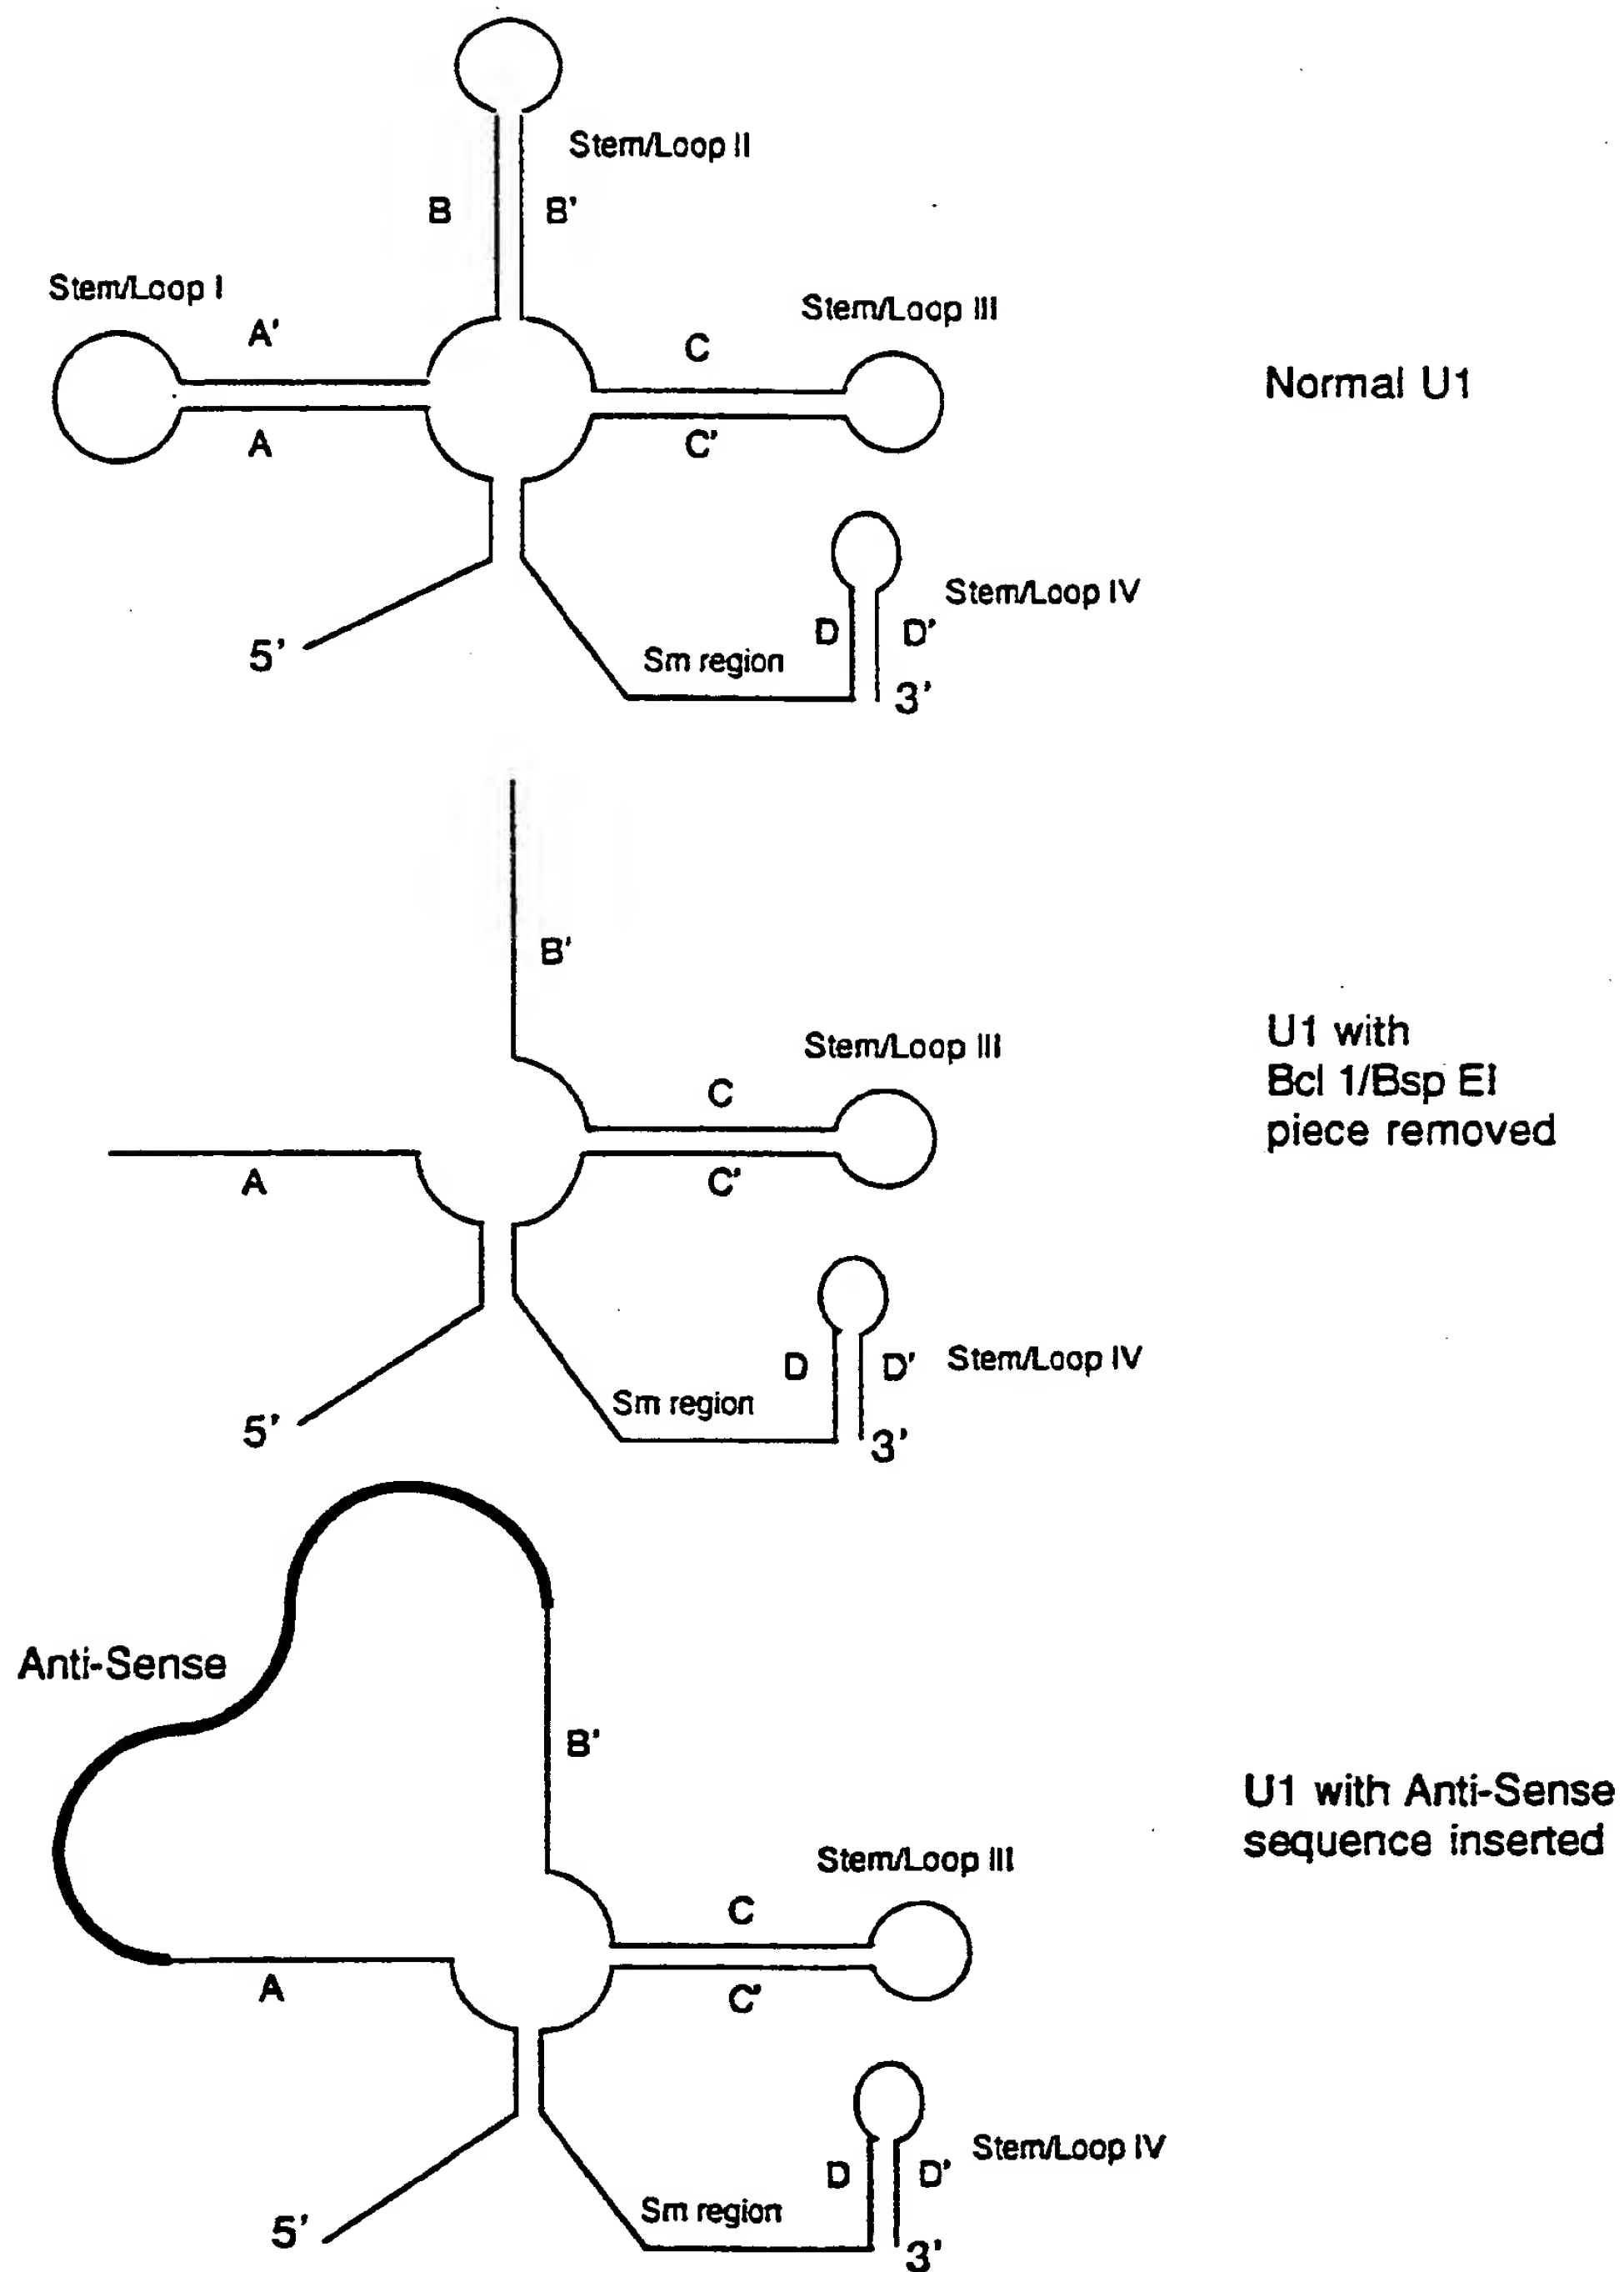 Stem/Loop II
B
B'
Stem/Loop I
Stem/Loop III
A'
C
Normal U1
A
C'
Stem/Loop IV
D
D'
5'
Sm region
3'
B'
U1 with
Bcl 1/Bsp EI
piece removed
Stem/Loop III
C
A
C'
D
D'
Stem/Loop IV
Sm region
5'
3'
Anti-Sense
B'
U1 with Anti-Sense
sequence inserted
Stem/Loop III
C
A
C'
Stem/Loop IV
D
D'
Sm region
5'
3'